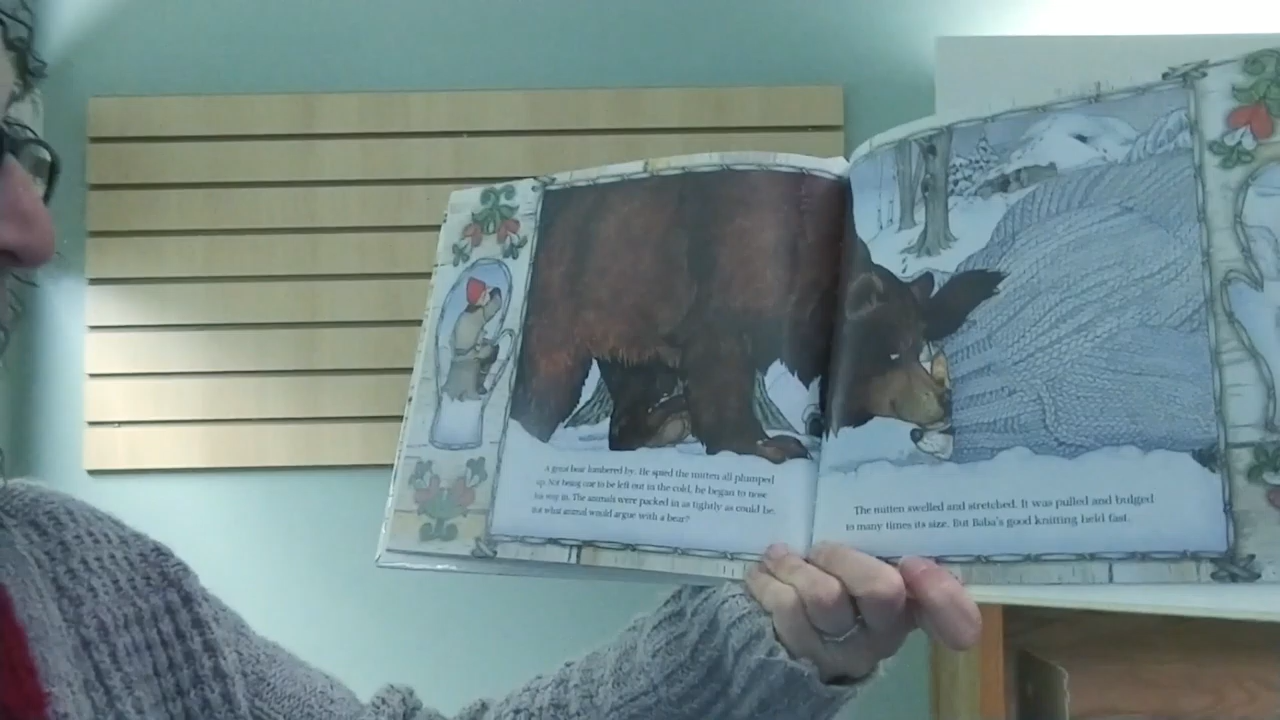 A great bear lumbered by. He spied the mitten all plumped
up. Not being one to be left out in the cold, he began to nose
his way in. The animals were packed in as tightly as could be.
But what animal would argue with a bear?
The mitten swelled and stretched. It was pulled and bulged
to many times its size. But Baba's good knitting held fast.